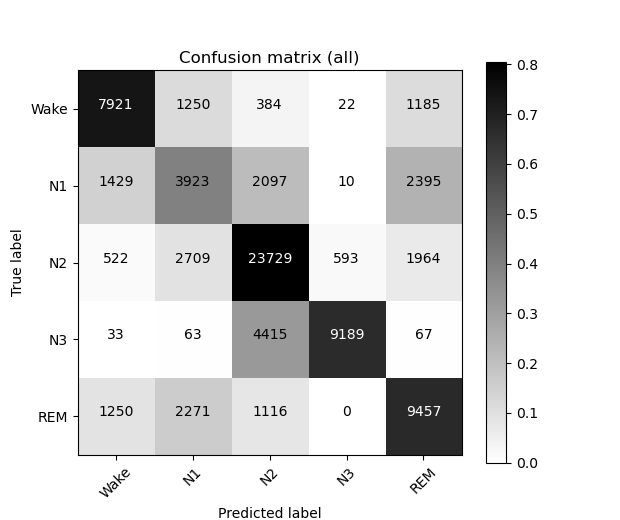 Confusion matrix (all)
Wake 7921 1250 384 22 1185
N1 1429 3923 2097 10 2395
N2 522 2709 23729 593 1964
N3 33 63 4415 9189 67
REM 1250 2271 1116 0 9457
Wake N1 N2 N3 REM
True label
Predicted label
0.8
0.7
0.6
0.5
0.4
0.3
0.2
0.1
0.0